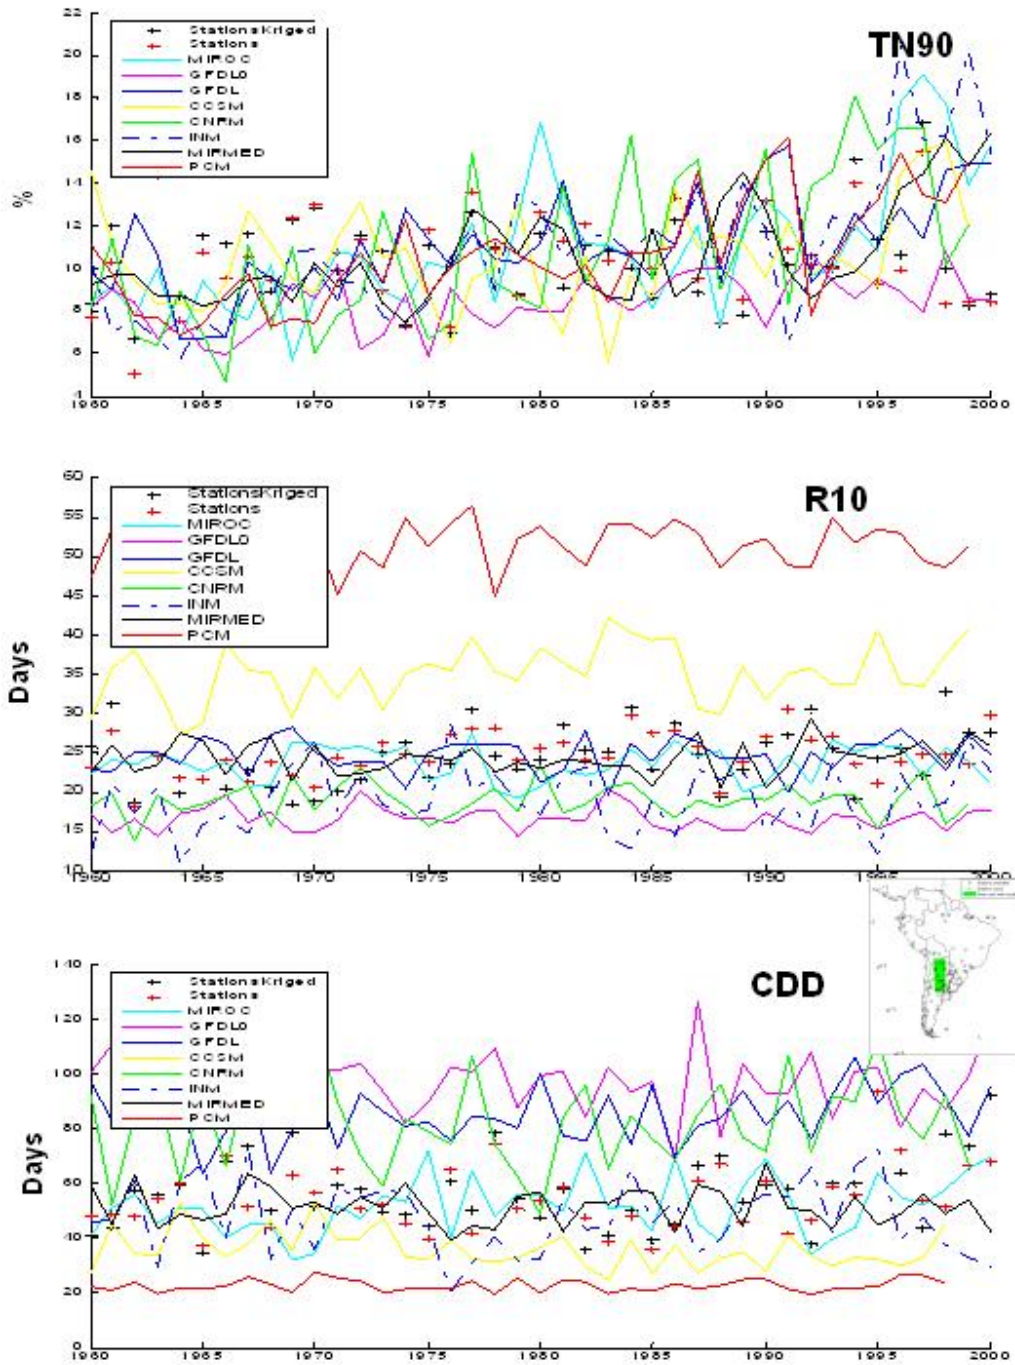 22
20
18
16
14
12
10
8
6
4
%
StationsKriged
Stations
MIROC
GFDL0
GFDL
CCSM
CNRM
INM
MIRMED
PCM
TN90
1960 1965 1970 1975 1980 1985 1990 1995 2000
60
55
50
45
40
35
30
25
20
15
10
Days
StationsKriged
Stations
MIROC
GFDL0
GFDL
CCSM
CNRM
INM
MIRMED
PCM
R10
1960 1965 1970 1975 1980 1985 1990 1995 2000
140
120
100
80
60
40
20
0
Days
StationsKriged
Stations
MIROC
GFDL0
GFDL
CCSM
CNRM
INM
MIRMED
PCM
CDD
1960 1965 1970 1975 1980 1985 1990 1995 2000